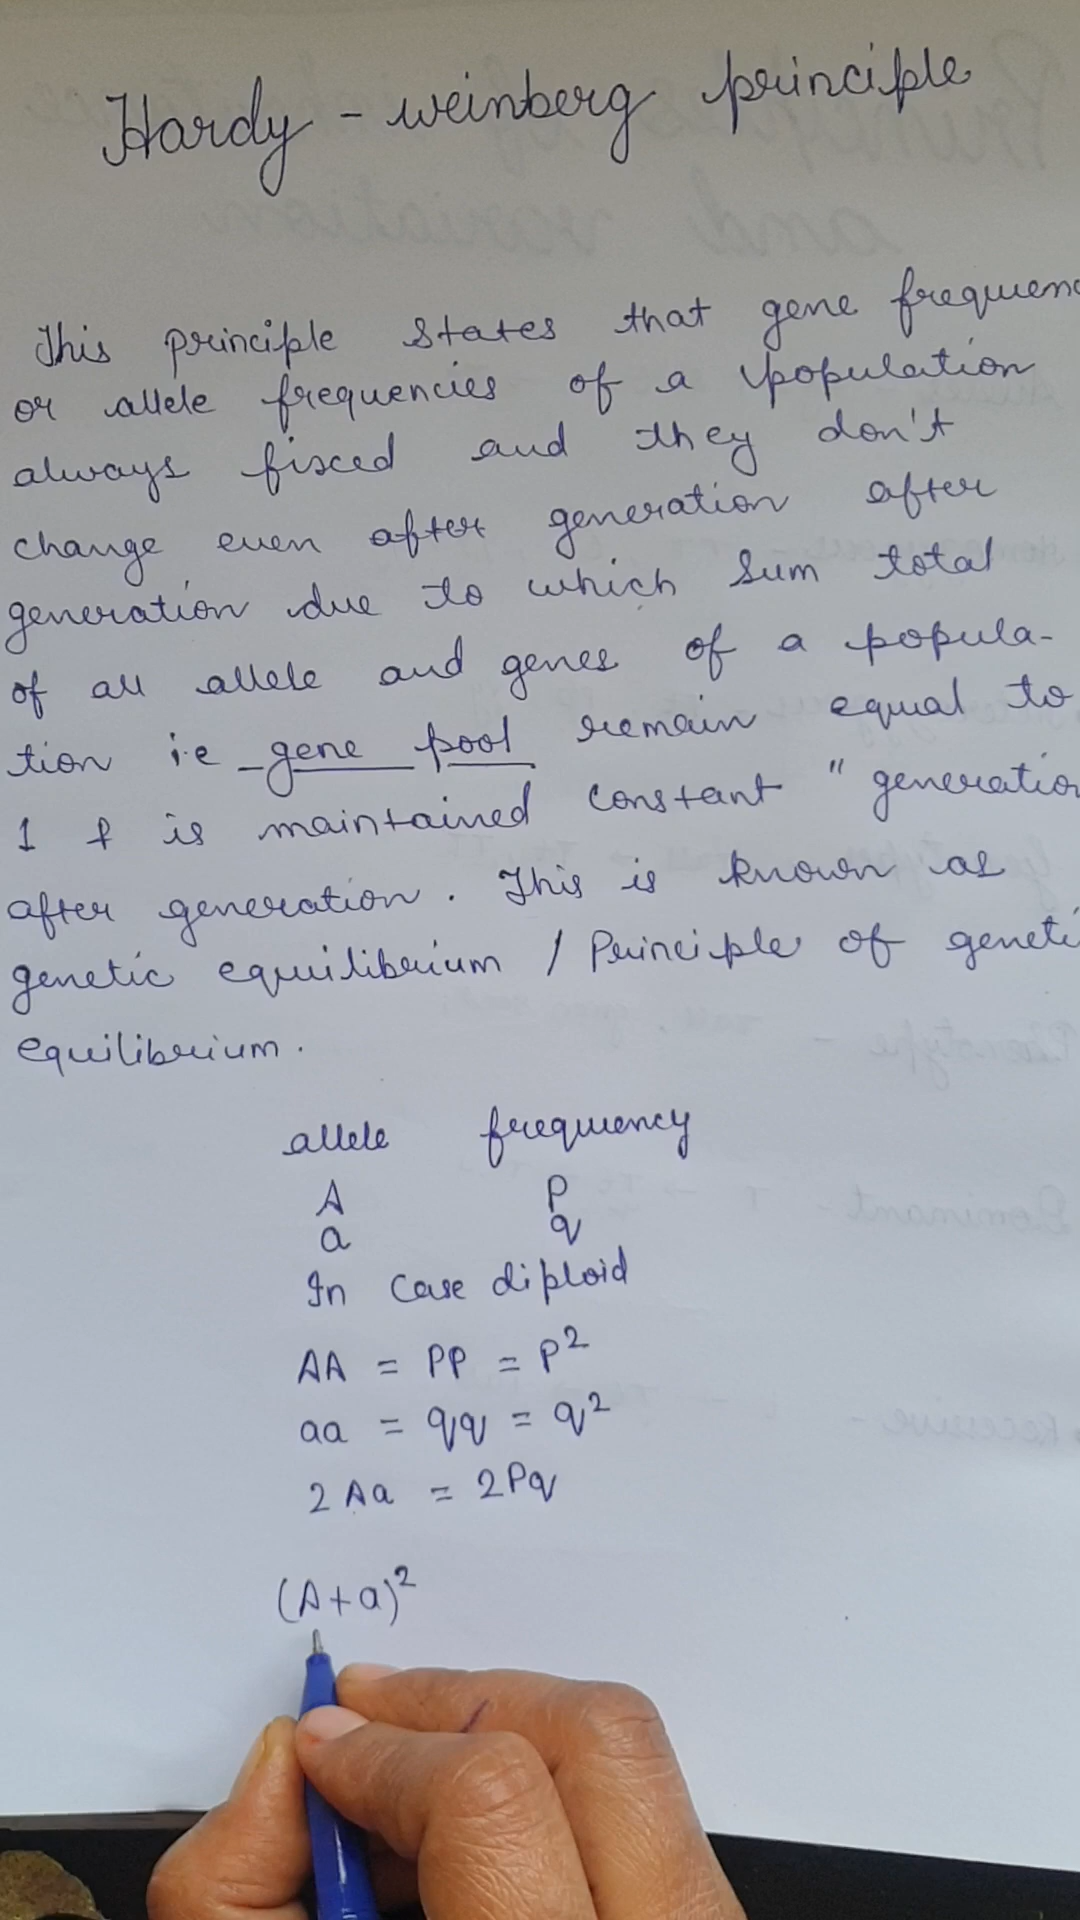 Hardy-weinberg principle
This principle states that gene frequenc
or allele frequencies of a population
always fixed and they don't
change even after generation after
generation due to which sum total
of all allele and genes of a popula-
tion i.e gene pool remain equal to
1 & is maintained constant " generation
after generation. This is known as
genetic equilibrium / Principle of geneti
equilibrium.
allele frequency
A P
a q
In Case diploid
AA = PP = P²
aa = qq = q²
2 Aa = 2Pq
(A+a)²